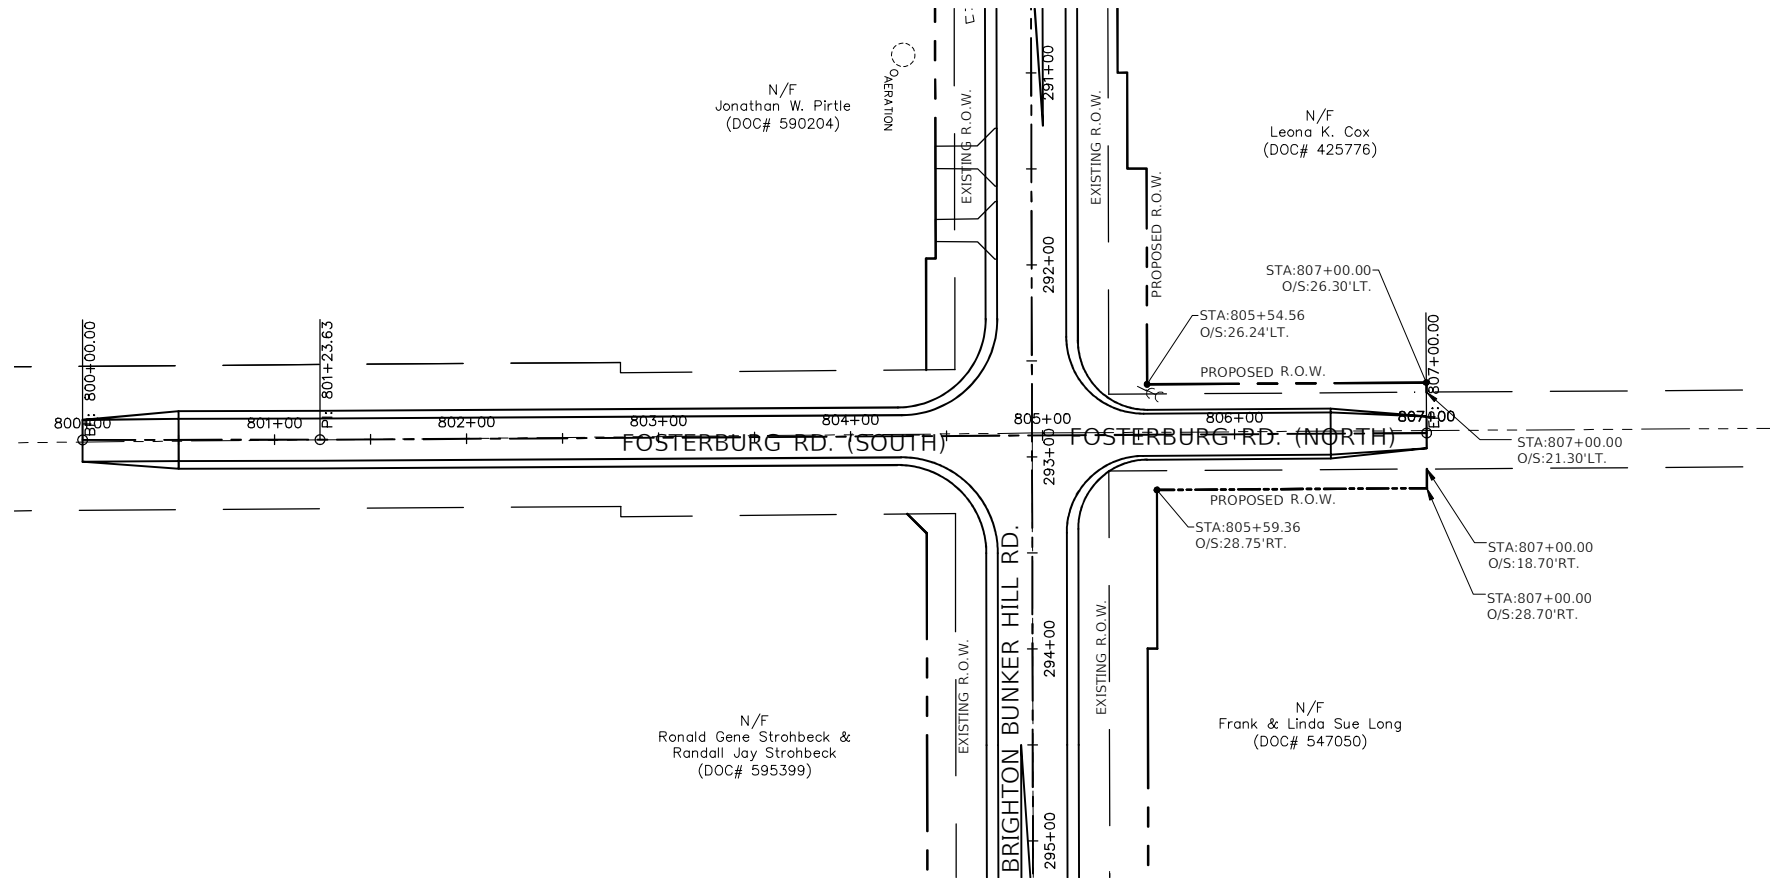 N/F
Jonathan W. Pirtle
(DOC# 590204)
AERATION
EXISTING R.O.W.
291+00
EXISTING R.O.W.
PROPOSED R.O.W.
N/F
Leona K. Cox
(DOC# 425776)
292+00
STA:807+00.00
O/S:26.30'LT.
STA:805+54.56
O/S:26.24'LT.
PROPOSED R.O.W.
800+00.00
PI: 801+23.63
807+00.00
800+00
801+00
802+00
803+00
804+00
805+00
806+00
807+00
FOSTERBURG RD. (SOUTH)
FOSTERBURG RD. (NORTH)
293+00
STA:807+00.00
O/S:21.30'LT.
PROPOSED R.O.W.
STA:805+59.36
O/S:28.75'RT.
STA:807+00.00
O/S:18.70'RT.
STA:807+00.00
O/S:28.70'RT.
BRIGHTON BUNKER HILL RD.
EXISTING R.O.W.
294+00
EXISTING R.O.W.
N/F
Ronald Gene Strohbeck &
Randall Jay Strohbeck
(DOC# 595399)
N/F
Frank & Linda Sue Long
(DOC# 547050)
295+00